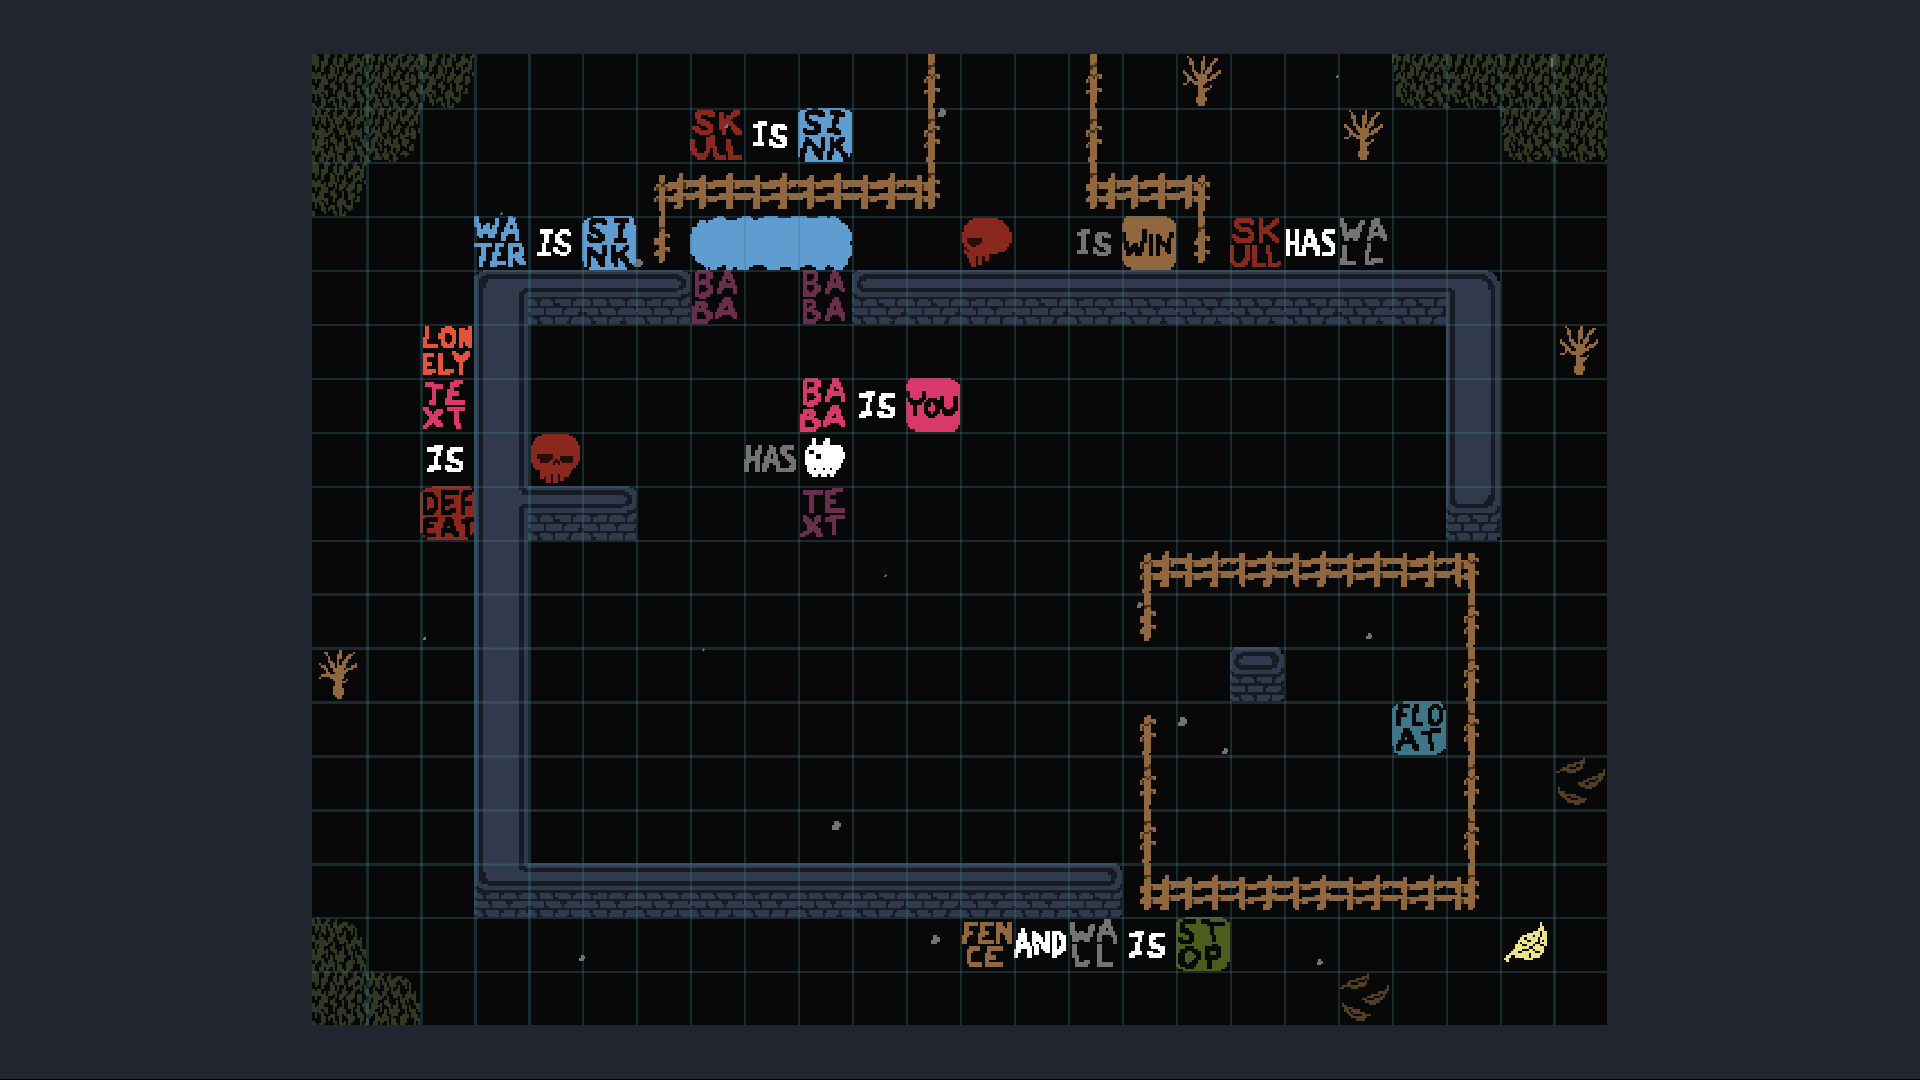 SKULL IS SINK
WATER IS SINK
IS WIN
SKULL HAS WALL
BABA BABA
LONELY
TEXT
IS
DEFEAT
BABA IS YOU
HAS
TEXT
FLOAT
FENCE AND WALL IS STOP